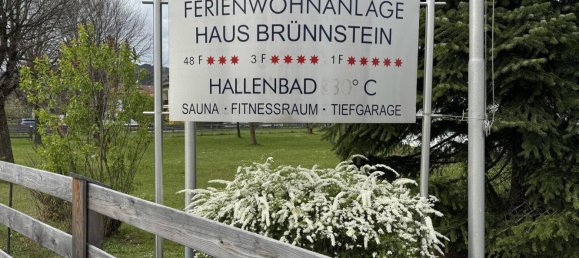 FERIENWOHNANLAGE
HAUS BRÜNNSTEIN
48 F ✷✷✷ 3 F ✷✷✷✷ 1 F ✷✷✷✷✷
HALLENBAD 30° C
SAUNA · FITNESSRAUM · TIEFGARAGE